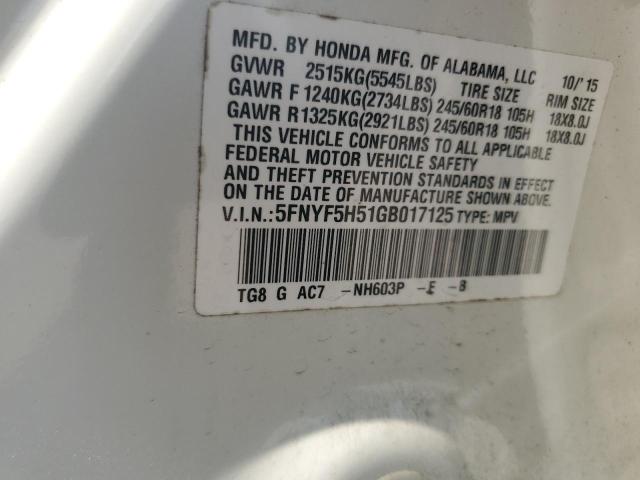 MFD. BY HONDA MFG. OF ALABAMA, LLC 10/'15
GVWR 2515KG(5545LBS) TIRE SIZE RIM SIZE
GAWR F 1240KG(2734LBS) 245/60R18 105H 18X8.0J
GAWR R 1325KG(2921LBS) 245/60R18 105H 18X8.0J
THIS VEHICLE CONFORMS TO ALL APPLICABLE
FEDERAL MOTOR VEHICLE SAFETY
AND THEFT PREVENTION STANDARDS IN EFFECT
ON THE DATE OF MANUFACTURE SHOWN ABOVE.
V.I.N.:5FNYF5H51GB017125 TYPE: MPV
TG8 G AC7 -NH603P -E -B